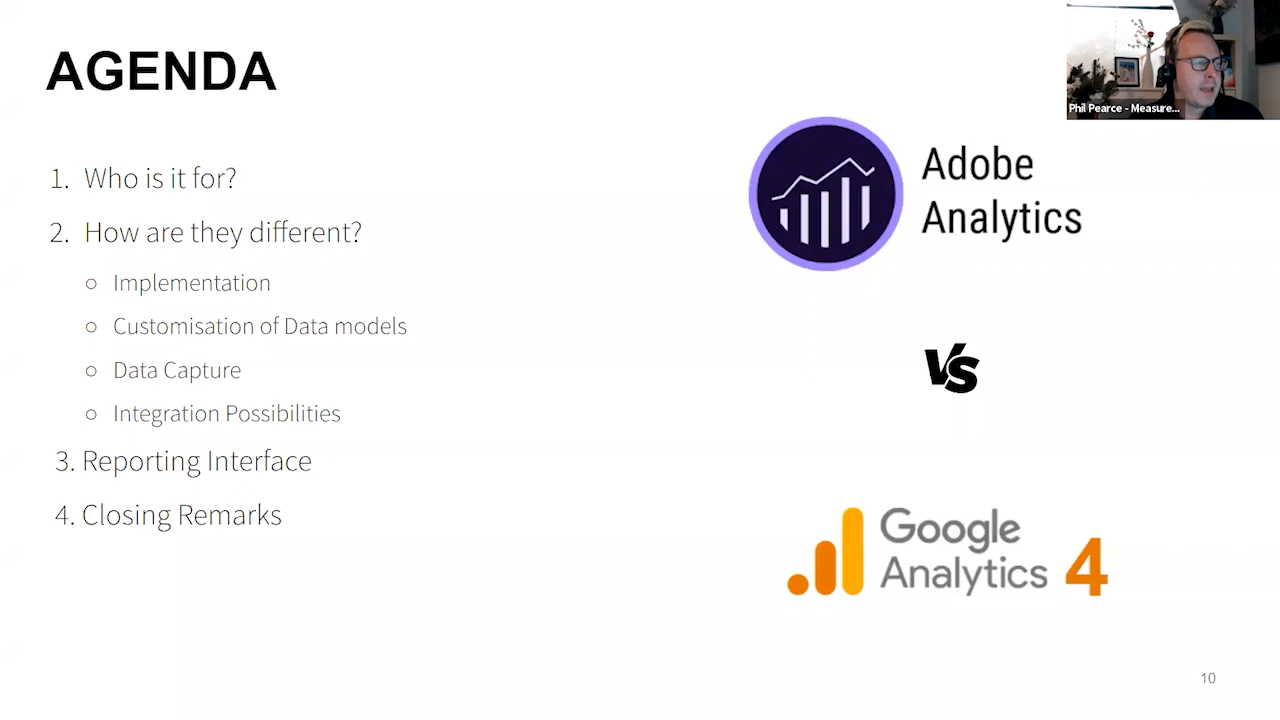 AGENDA
Phil Pearce - Measure...
1. Who is it for?
2. How are they different?
○ Implementation
○ Customisation of Data models
○ Data Capture
○ Integration Possibilities
3. Reporting Interface
4. Closing Remarks
Adobe
Analytics
VS
Google
Analytics 4
10